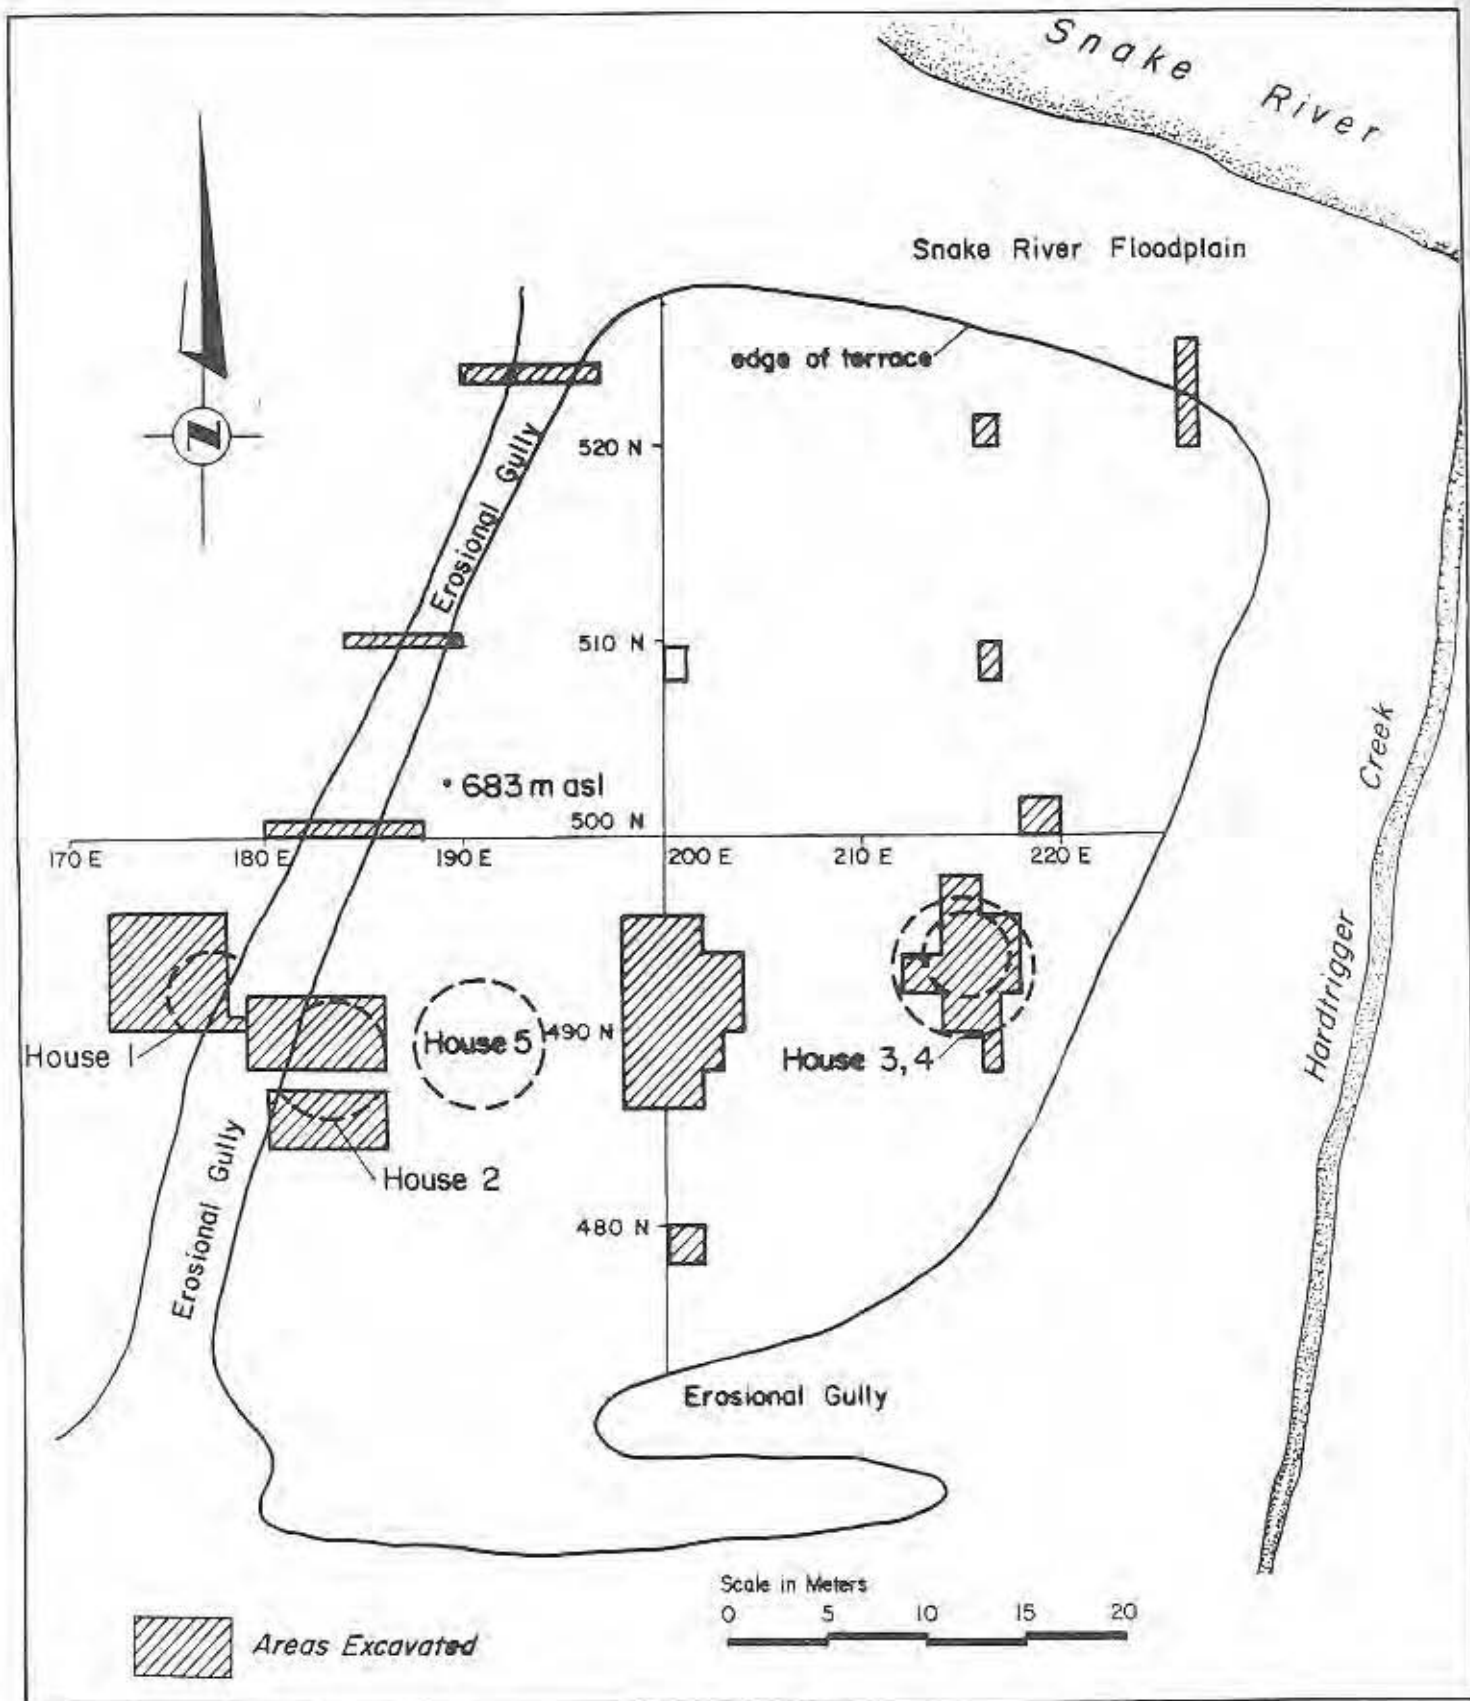 Snake River
Snake River Floodplain
edge of terrace
Erosional Gully
520 N
510 N
683 m asl
500 N
170 E 180 E 190 E 200 E 210 E 220 E
Creek
Hardtrigger
490 N
House 5
House 1
House 3,4
House 2
480 N
Erosional Gully
Erosional Gully
Scale in Meters
0 5 10 15 20
Areas Excavated
N